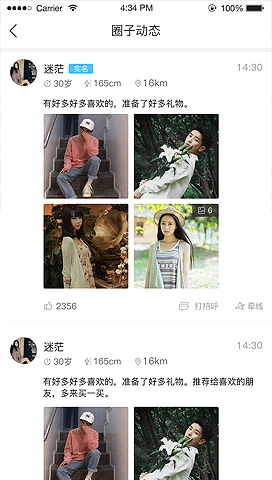 Carrier 4:34 PM 100%
圈子动态
迷茫 实名 14:30
30岁 165cm 16km
有好多好多喜欢的，准备了好多礼物。
6
2356 打招呼 牵线
迷茫 14:30
30岁 165cm 16km
有好多好多喜欢的，准备了好多礼物。推荐给喜欢的朋
友，多来买一买。